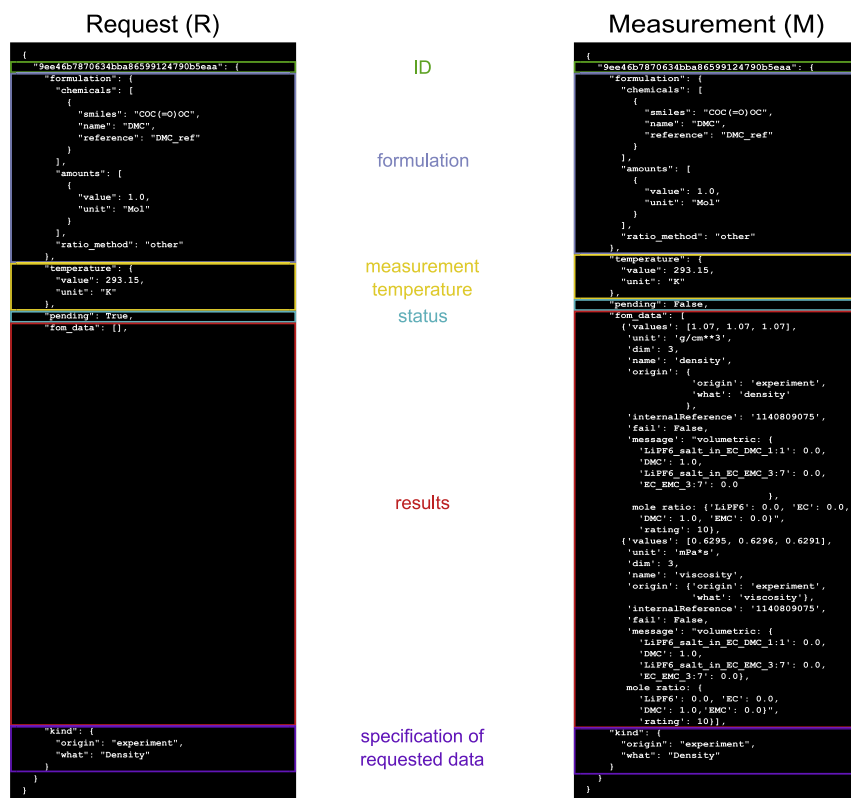 Request (R)
{
"9ee46b7870634bba86599124790b5eaa": {
"formulation": {
"chemicals": [
{
"smiles": "COC(=O)OC",
"name": "DMC",
"reference": "DMC_ref"
}
],
"amounts": [
{
"value": 1.0,
"unit": "Mol"
}
],
"ratio_method": "other"
},
"temperature": {
"value": 293.15,
"unit": "K"
},
"pending": True,
"fom_data": [],
"kind": {
"origin": "experiment",
"what": "Density"
}
}
}
ID
formulation
measurement
temperature
status
results
specification of
requested data
Measurement (M)
{
"9ee46b7870634bba86599124790b5eaa": {
"formulation": {
"chemicals": [
{
"smiles": "COC(=O)OC",
"name": "DMC",
"reference": "DMC_ref"
}
],
"amounts": [
{
"value": 1.0,
"unit": "Mol"
}
],
"ratio_method": "other"
},
"temperature": {
"value": 293.15,
"unit": "K"
},
"pending": False,
"fom_data": [
{'values': [1.07, 1.07, 1.07],
'unit': 'g/cm**3',
'dim': 3,
'name': 'density',
'origin': {
'origin': 'experiment',
'what': 'density'
},
'internalReference': '1140809075',
'fail': False,
'message': "volumetric: {
'LiPF6_salt_in_EC_DMC_1:1': 0.0,
'DMC': 1.0,
'LiPF6_salt_in_EC_EMC_3:7': 0.0,
'EC_EMC_3:7': 0.0
},
mole ratio: {'LiPF6': 0.0, 'EC': 0.0,
'DMC': 1.0, 'EMC': 0.0}",
'rating': 10},
{'values': [0.6295, 0.6296, 0.6291],
'unit': 'mPa*s',
'dim': 3,
'name': 'viscosity',
'origin': {'origin': 'experiment',
'what': 'viscosity'},
'internalReference': '1140809075',
'fail': False,
'message': "volumetric: {
'LiPF6_salt_in_EC_DMC_1:1': 0.0,
'DMC': 1.0,
'LiPF6_salt_in_EC_EMC_3:7': 0.0,
'EC_EMC_3:7': 0.0},
mole ratio: {
'LiPF6': 0.0, 'EC': 0.0,
'DMC': 1.0,'EMC': 0.0}",
'rating': 10}],
"kind": {
"origin": "experiment",
"what": "Density"
}
}
}